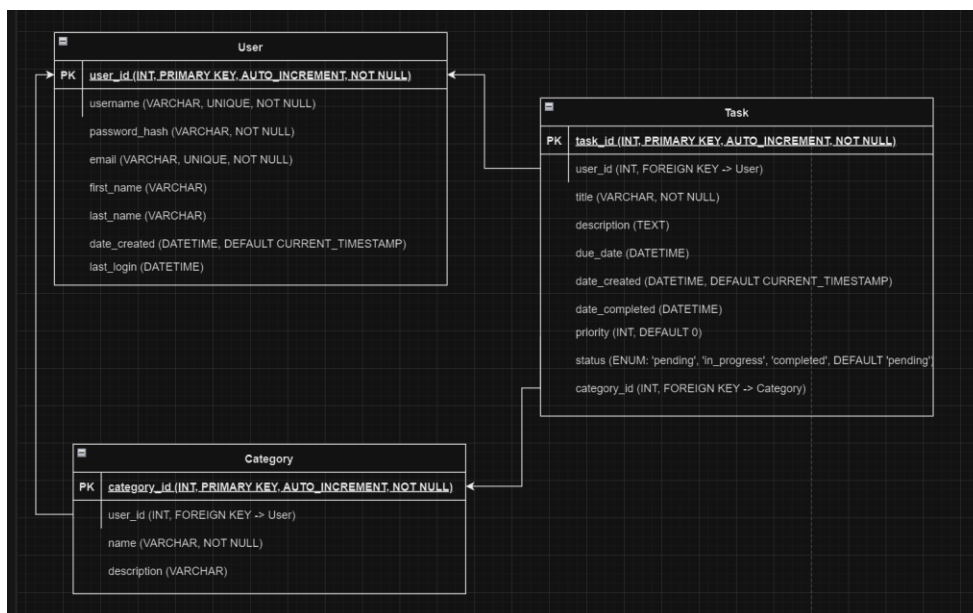 User
PK user_id (INT, PRIMARY KEY, AUTO_INCREMENT, NOT NULL)
username (VARCHAR, UNIQUE, NOT NULL)
password_hash (VARCHAR, NOT NULL)
email (VARCHAR, UNIQUE, NOT NULL)
first_name (VARCHAR)
last_name (VARCHAR)
date_created (DATETIME, DEFAULT CURRENT_TIMESTAMP)
last_login (DATETIME)
Task
PK task_id (INT, PRIMARY KEY, AUTO_INCREMENT, NOT NULL)
user_id (INT, FOREIGN KEY -> User)
title (VARCHAR, NOT NULL)
description (TEXT)
due_date (DATETIME)
date_created (DATETIME, DEFAULT CURRENT_TIMESTAMP)
date_completed (DATETIME)
priority (INT, DEFAULT 0)
status (ENUM: 'pending', 'in_progress', 'completed', DEFAULT 'pending')
category_id (INT, FOREIGN KEY -> Category)
Category
PK category_id (INT, PRIMARY KEY, AUTO_INCREMENT, NOT NULL)
user_id (INT, FOREIGN KEY -> User)
name (VARCHAR, NOT NULL)
description (VARCHAR)